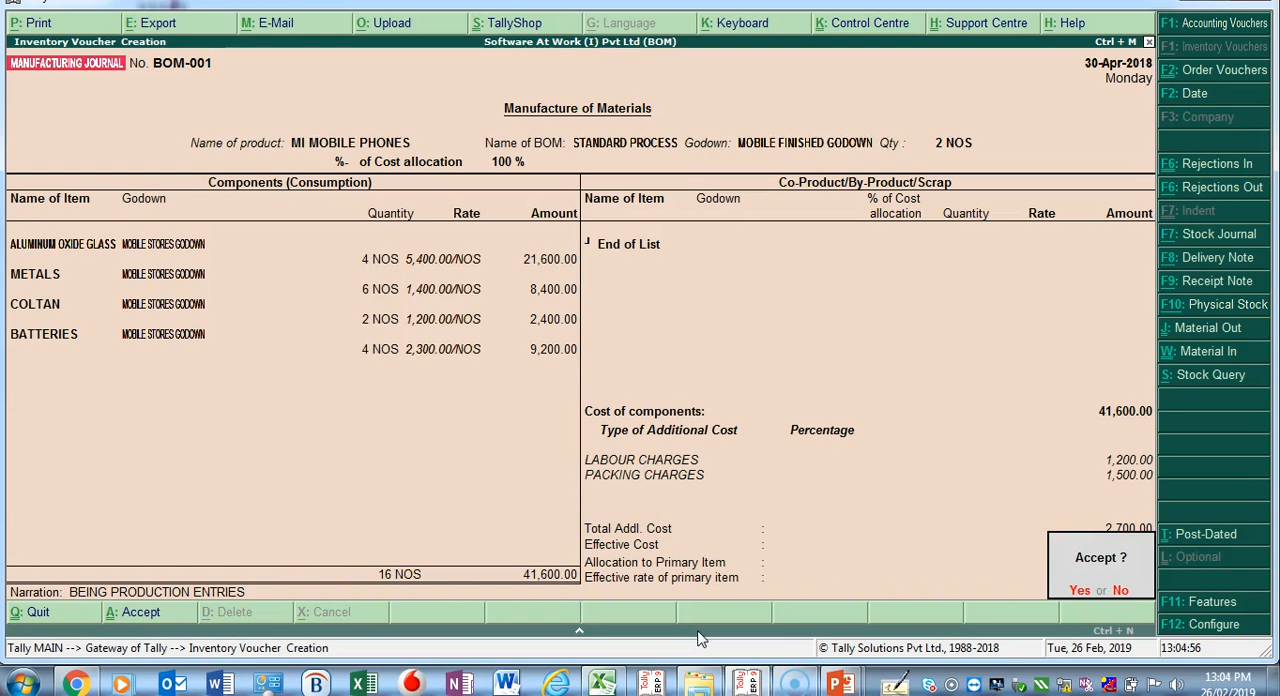 P: Print E: Export M: E-Mail O: Upload S: TallyShop G: Language K: Keyboard K: Control Centre H: Support Centre H: Help
F1: Accounting Vouchers
Inventory Voucher Creation Software At Work (I) Pvt Ltd (BOM) Ctrl + M
F1: Inventory Vouchers
MANUFACTURING JOURNAL No. BOM-001 30-Apr-2018
F2: Order Vouchers
Monday
F2: Date
Manufacture of Materials
F3: Company
Name of product: MI MOBILE PHONES Name of BOM: STANDARD PROCESS Godown: MOBILE FINISHED GODOWN Qty : 2 NOS
%- of Cost allocation 100 %
F6: Rejections In
Components (Consumption) Co-Product/By-Product/Scrap
F6: Rejections Out
Name of Item Godown Name of Item Godown % of Cost
Quantity Rate Amount allocation Quantity Rate Amount
F7: Indent
F7: Stock Journal
ALUMINUM OXIDE GLASS MOBILE STORES GODOWN End of List
F8: Delivery Note
4 NOS 5,400.00/NOS 21,600.00
METALS MOBILE STORES GODOWN
F9: Receipt Note
6 NOS 1,400.00/NOS 8,400.00
COLTAN MOBILE STORES GODOWN
F10: Physical Stock
2 NOS 1,200.00/NOS 2,400.00
J: Material Out
BATTERIES MOBILE STORES GODOWN
4 NOS 2,300.00/NOS 9,200.00
W: Material In
S: Stock Query
Cost of components: 41,600.00
Type of Additional Cost Percentage
LABOUR CHARGES 1,200.00
PACKING CHARGES 1,500.00
Total Addl. Cost : 2,700.00
T: Post-Dated
Effective Cost :
Accept ?
L: Optional
Allocation to Primary Item :
16 NOS 41,600.00 Effective rate of primary item :
Yes or No
Narration: BEING PRODUCTION ENTRIES
F11: Features
Q: Quit A: Accept D: Delete X: Cancel
F12: Configure
Ctrl + N
Tally MAIN --> Gateway of Tally --> Inventory Voucher Creation © Tally Solutions Pvt Ltd., 1988-2018 Tue, 26 Feb, 2019 13:04:56
13:04 PM
26/02/2019